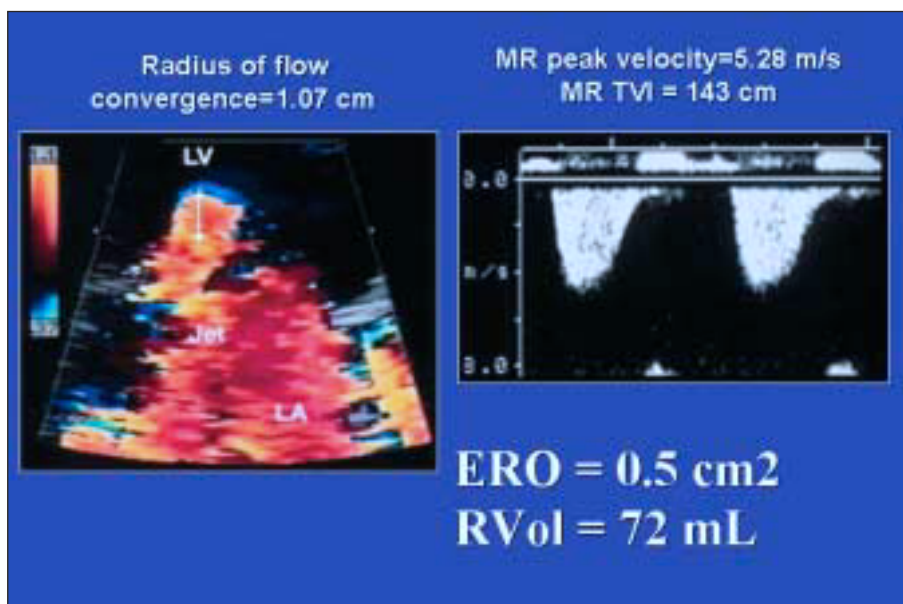 Radius of flow
convergence=1.07 cm
MR peak velocity=5.28 m/s
MR TVI = 143 cm
LV
Jet
LA
0.0
m/s
ERO = 0.5 cm2
RVol = 72 mL